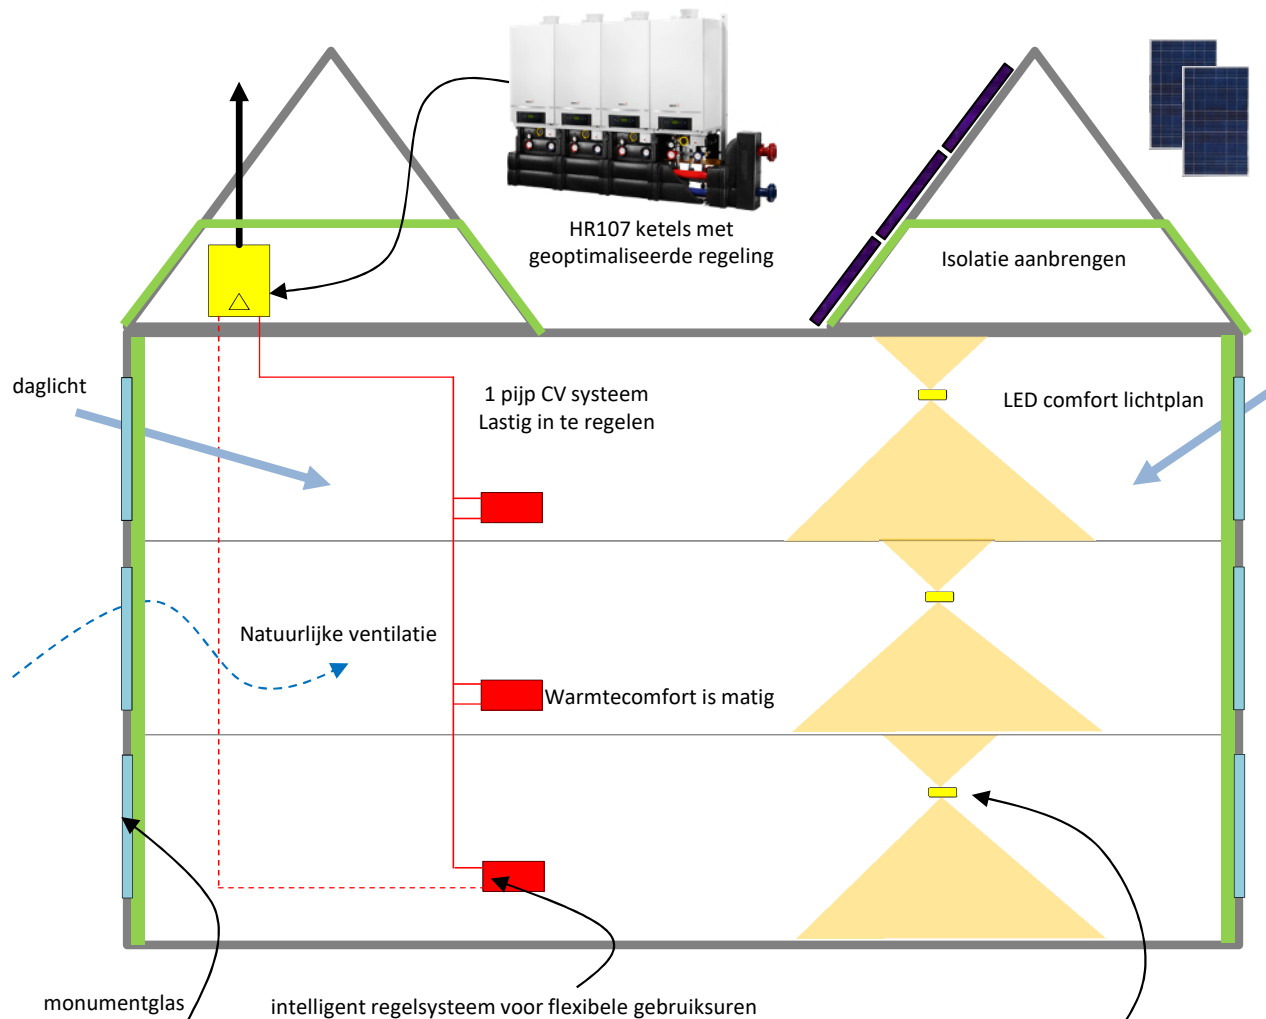 HR107 ketels met
geoptimaliseerde regeling
Isolatie aanbrengen
daglicht
1 pijp CV systeem
Lastig in te regelen
LED comfort lichtplan
Natuurlijke ventilatie
Warmtecomfort is matig
monumentglas
intelligent regelsysteem voor flexibele gebruiksuren